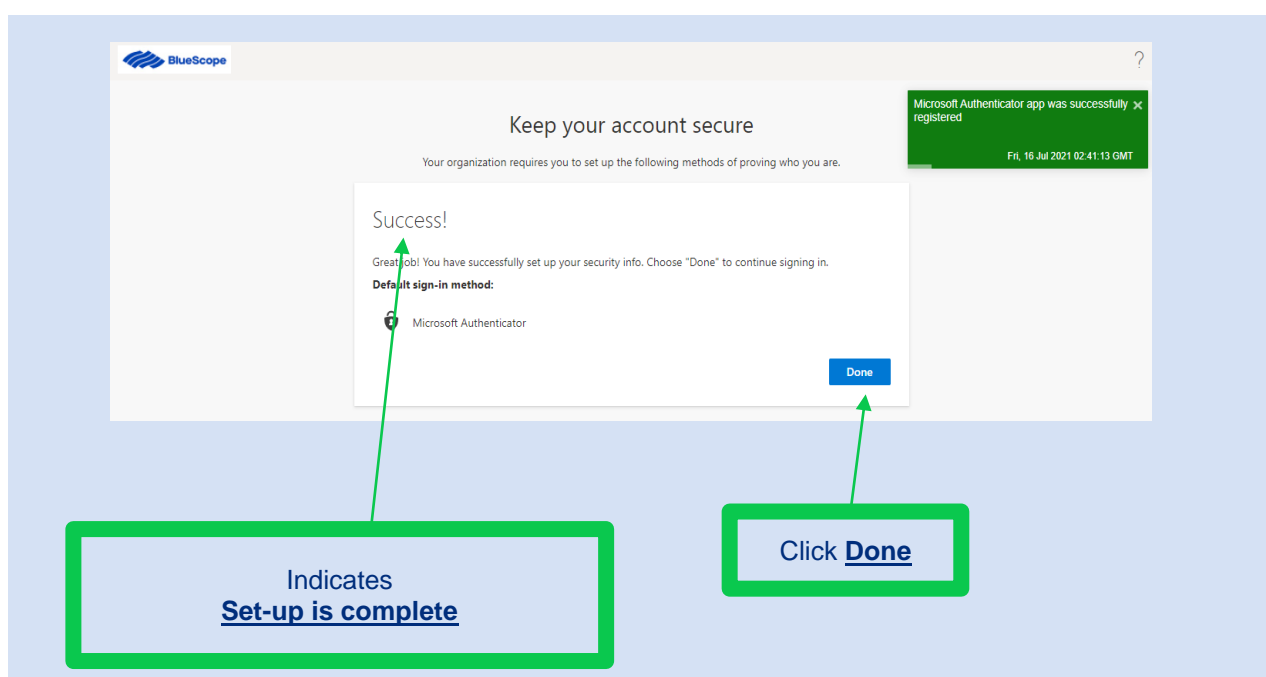 BlueScope
?
Microsoft Authenticator app was successfully
registered
Fri, 16 Jul 2021 02:41:13 GMT
Keep your account secure
Your organization requires you to set up the following methods of proving who you are.
Success!
Great job! You have successfully set up your security info. Choose "Done" to continue signing in.
Default sign-in method:
Microsoft Authenticator
Done
Click Done
Indicates
Set-up is complete